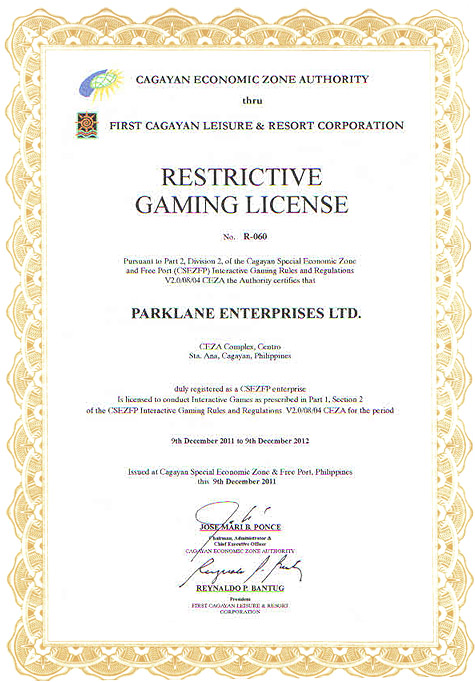 CAGAYAN ECONOMIC ZONE AUTHORITY
thru
FIRST CAGAYAN LEISURE & RESORT CORPORATION
RESTRICTIVE
GAMING LICENSE
No. R-060
Pursuant to Part 2, Division 2, of the Cagayan Special Economic Zone
and Free Port (CSEZFP) Interactive Gaming Rules and Regulations
V2.0/08/04 CEZA the Authority certifies that
PARKLANE ENTERPRISES LTD.
CEZA Complex, Centro
Sta. Ana, Cagayan, Philippines
duly registered as a CSEZFP enterprise
Is licensed to conduct Interactive Games as prescribed in Part 1, Section 2
of the CSEZFP Interactive Gaming Rules and Regulations V2.0/08/04 CEZA for the period
9th December 2011 to 9th December 2012
Issued at Cagayan Special Economic Zone & Free Port, Philippines
this 9th December 2011
JOSE MARI B. PONCE
Chairman, Administrator &
Chief Executive Officer
CAGAYAN ECONOMIC ZONE AUTHORITY
Reynaldo P. Bantug
REYNALDO P. BANTUG
President
FIRST CAGAYAN LEISURE & RESORT
CORPORATION